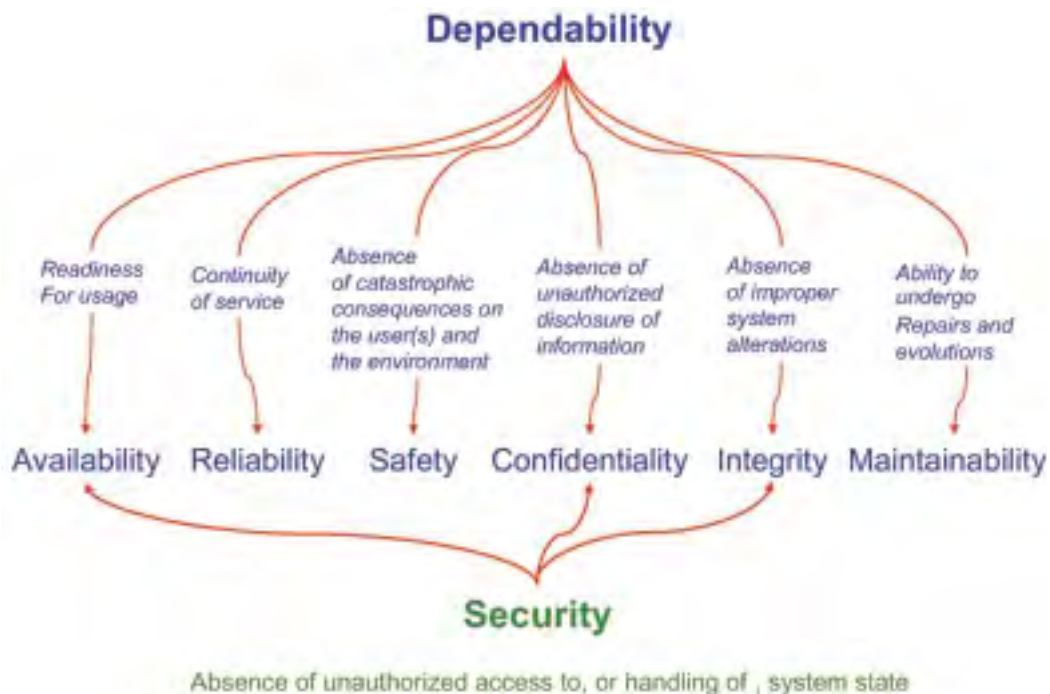 Dependability
Readiness
For usage
Continuity
of service
Absence
of catastrophic
consequences on
the user(s) and
the environment
Absence of
unauthorized
disclosure of
information
Absence
of improper
system
alterations
Ability to
undergo
Repairs and
evolutions
Availability Reliability Safety Confidentiality Integrity Maintainability
Security
Absence of unauthorized access to, or handling of , system state